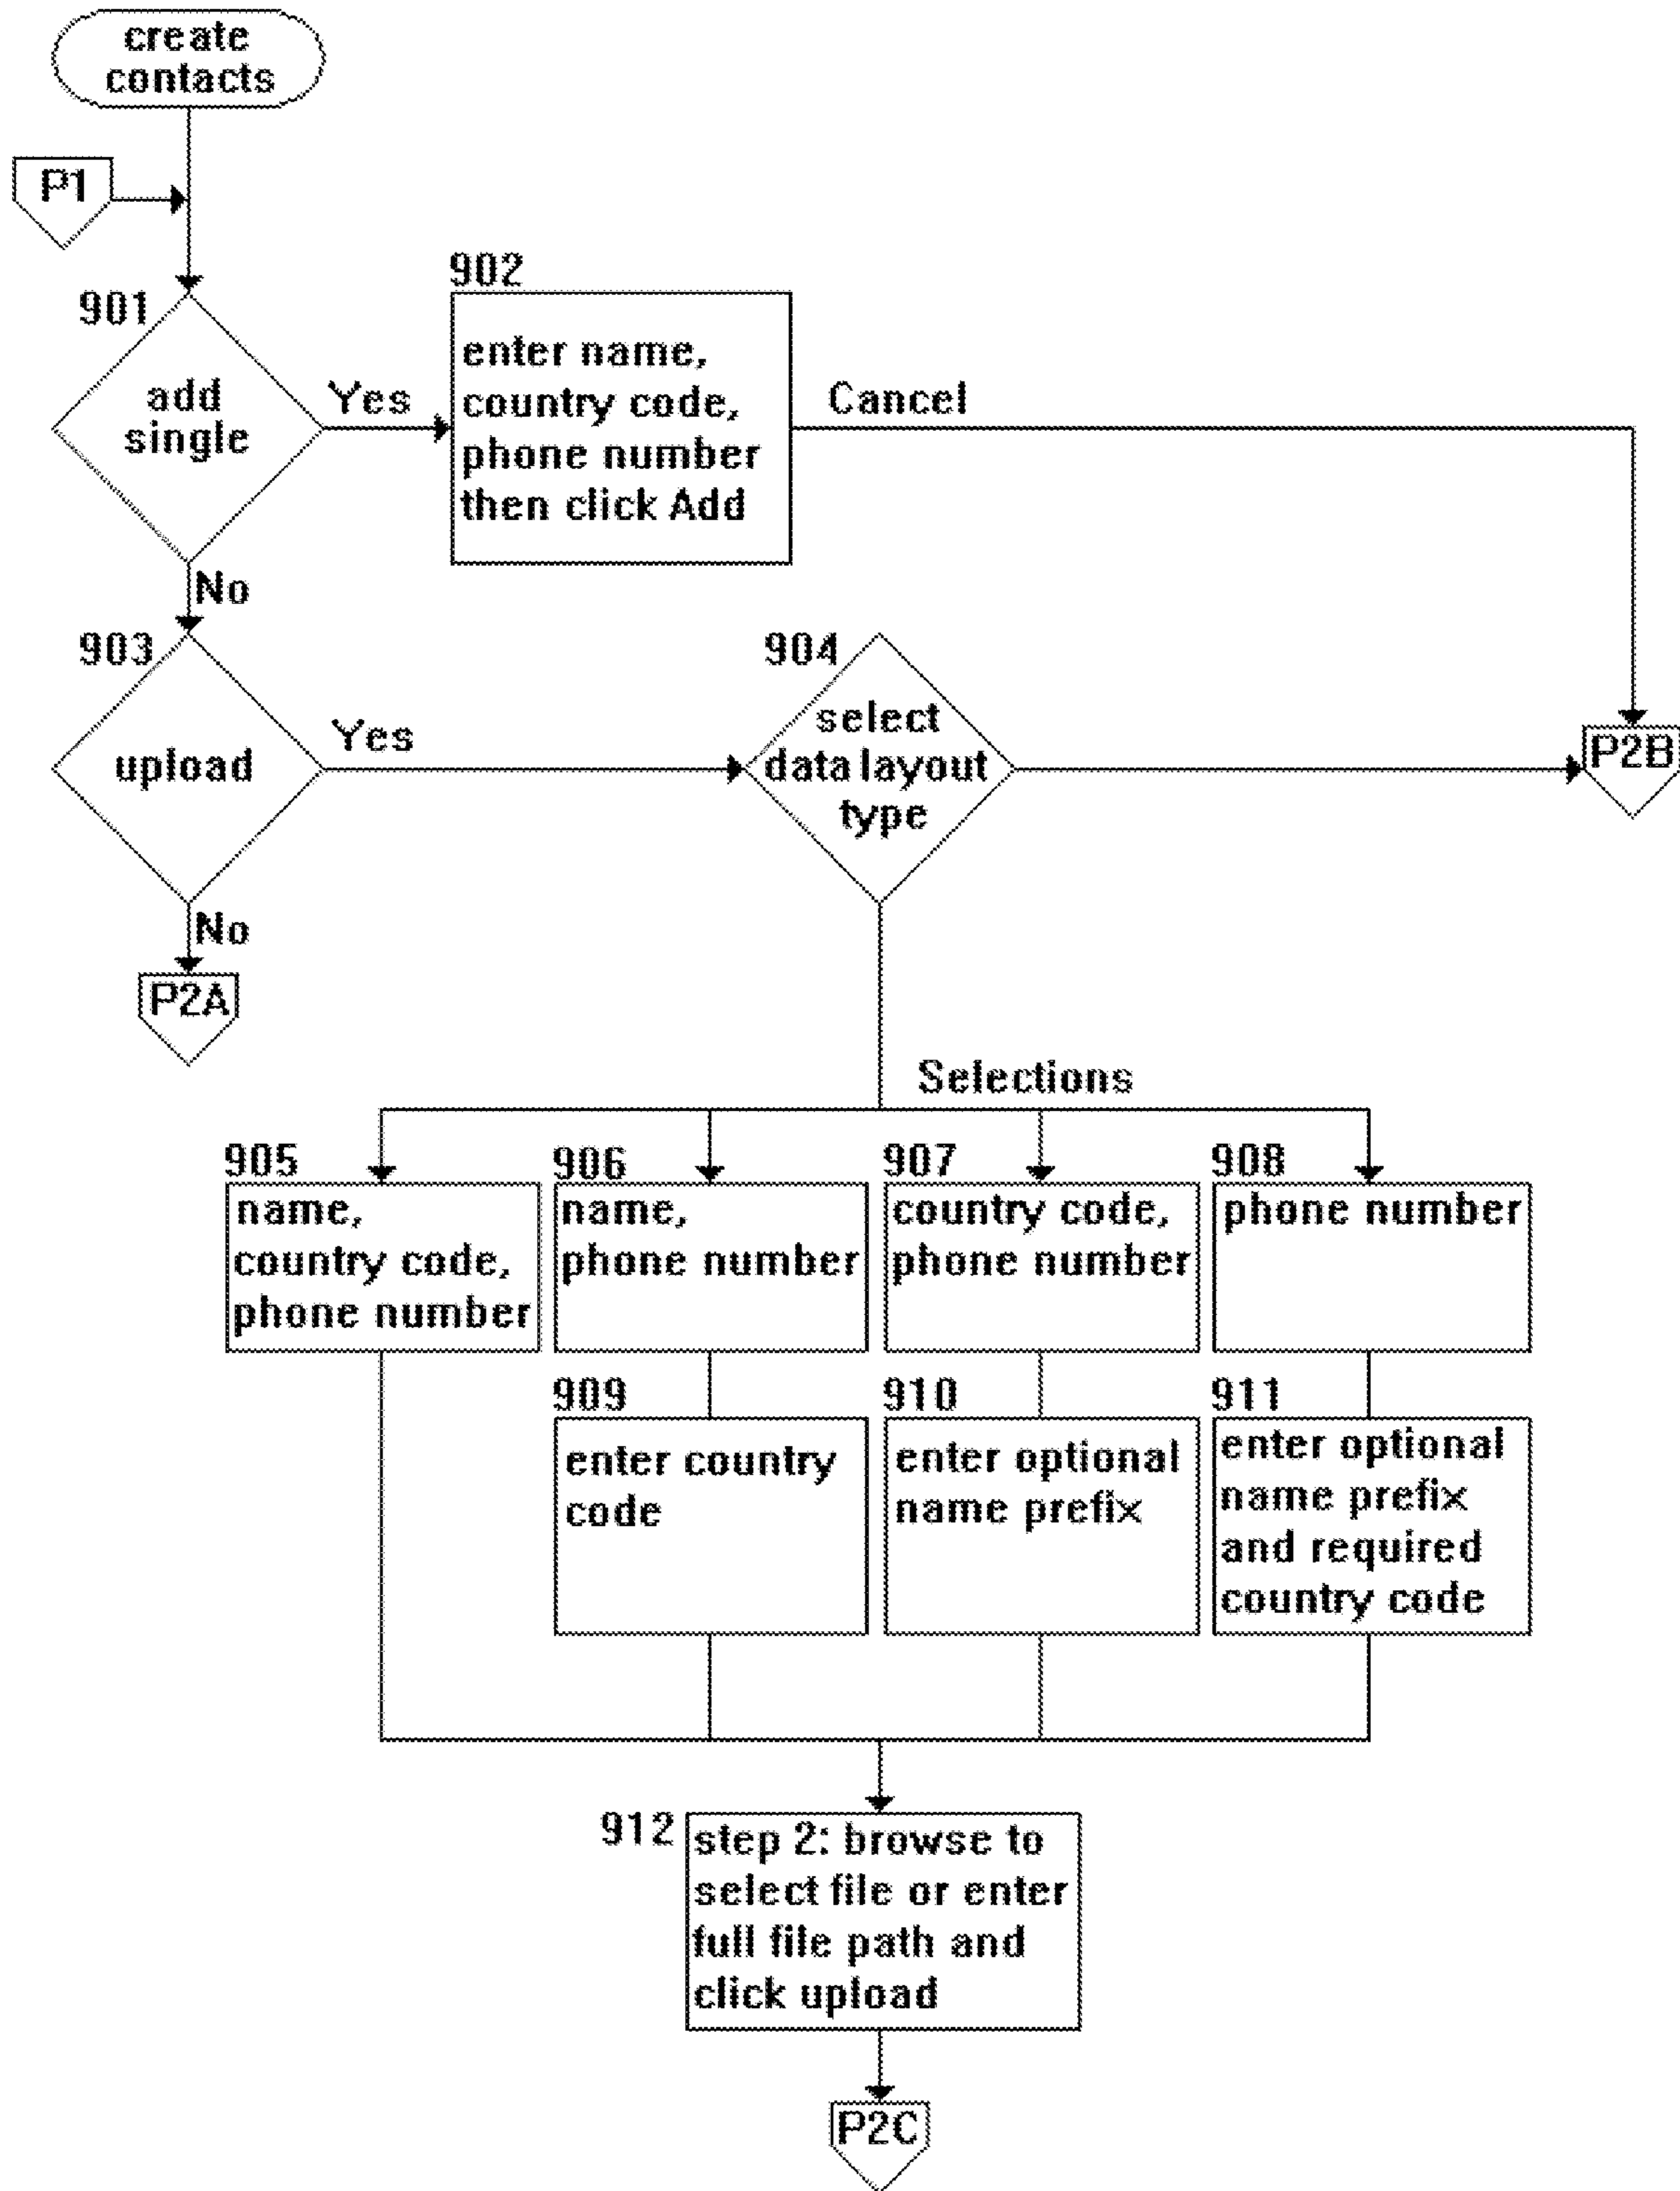 create
contacts
P1
901
add
single
Yes
902
enter name,
country code,
phone number
then click Add
Cancel
No
903
upload
Yes
904
select
data layout
type
P2B
No
P2A
Selections
905
name,
country code,
phone number
906
name,
phone number
907
country code,
phone number
908
phone number
909
enter country
code
910
enter optional
name prefix
911
enter optional
name prefix
and required
country code
912
step 2: browse to
select file or enter
full file path and
click upload
P2C